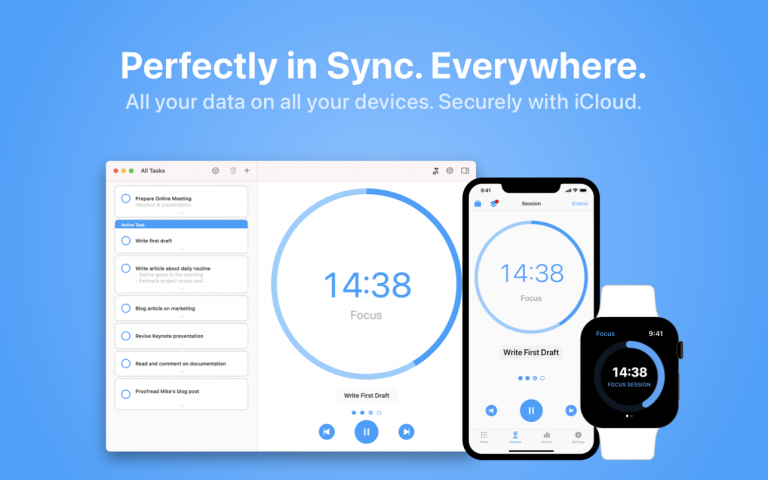 Perfectly in Sync. Everywhere.
All your data on all your devices. Securely with iCloud.
All Tasks
Prepare Online Meeting
Handout & presentation
Active Task
Write first draft
Write article about daily routine
- Define goals in the morning
- Estimate project scope and ...
Blog article on marketing
Revise Keynote presentation
Read and comment on documentation
Proofread Mike's blog post
14:38
Focus
Write First Draft
9:41
Session
Extend
14:38
Focus
Write First Draft
Tasks
Session
Activity
Settings
Focus
9:41
14:38
FOCUS SESSION